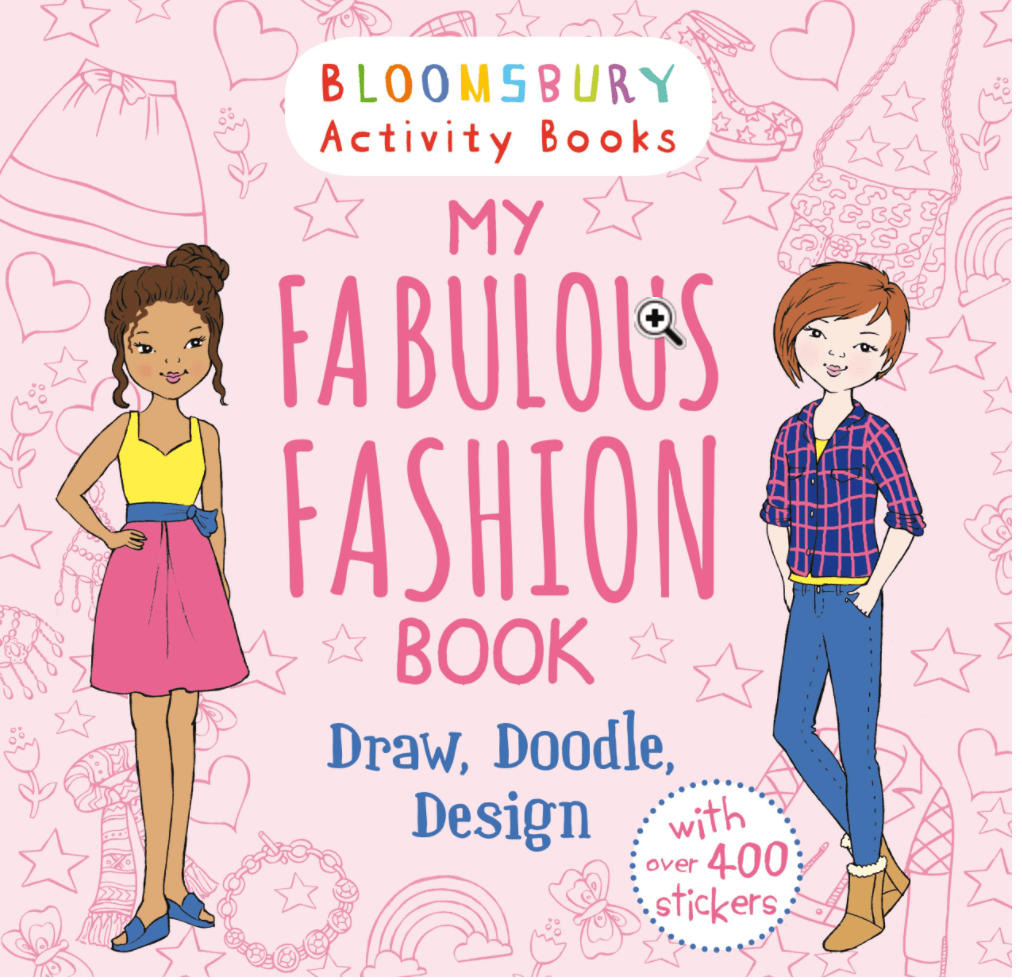 BLOOMSBURY
Activity Books
MY
FABULOUS
FASHION
BOOK
Draw, Doodle,
Design
with
over 400
stickers